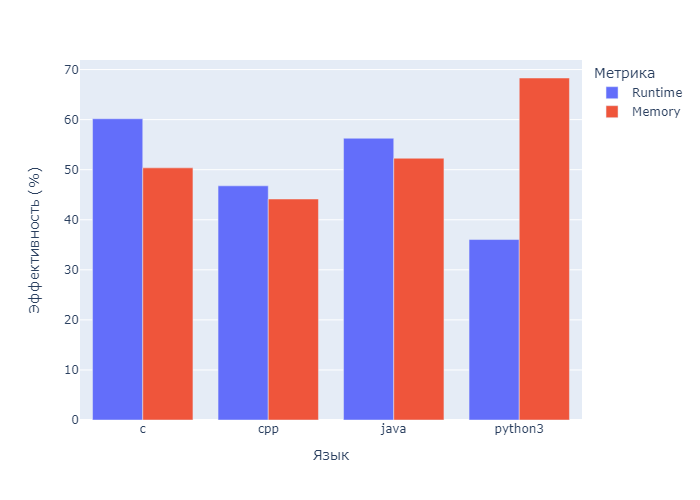 Метрика
Runtime
Memory
Эффективность (%)
70
60
50
40
30
20
10
0
c
cpp
java
python3
Язык